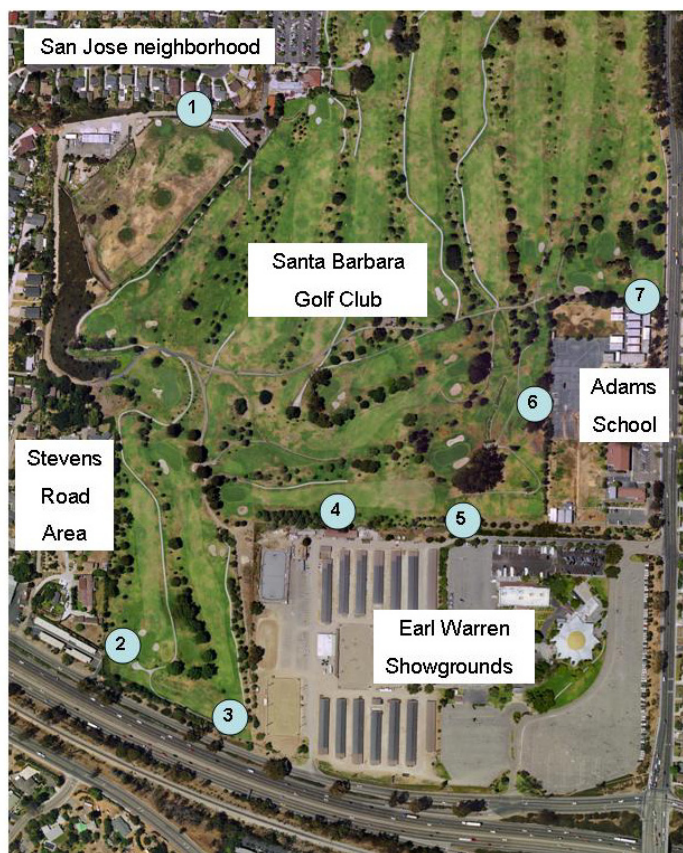 San Jose neighborhood
1
Santa Barbara
Golf Club
7
6
Adams
School
Stevens
Road
Area
4
5
Earl Warren
Showgrounds
2
3